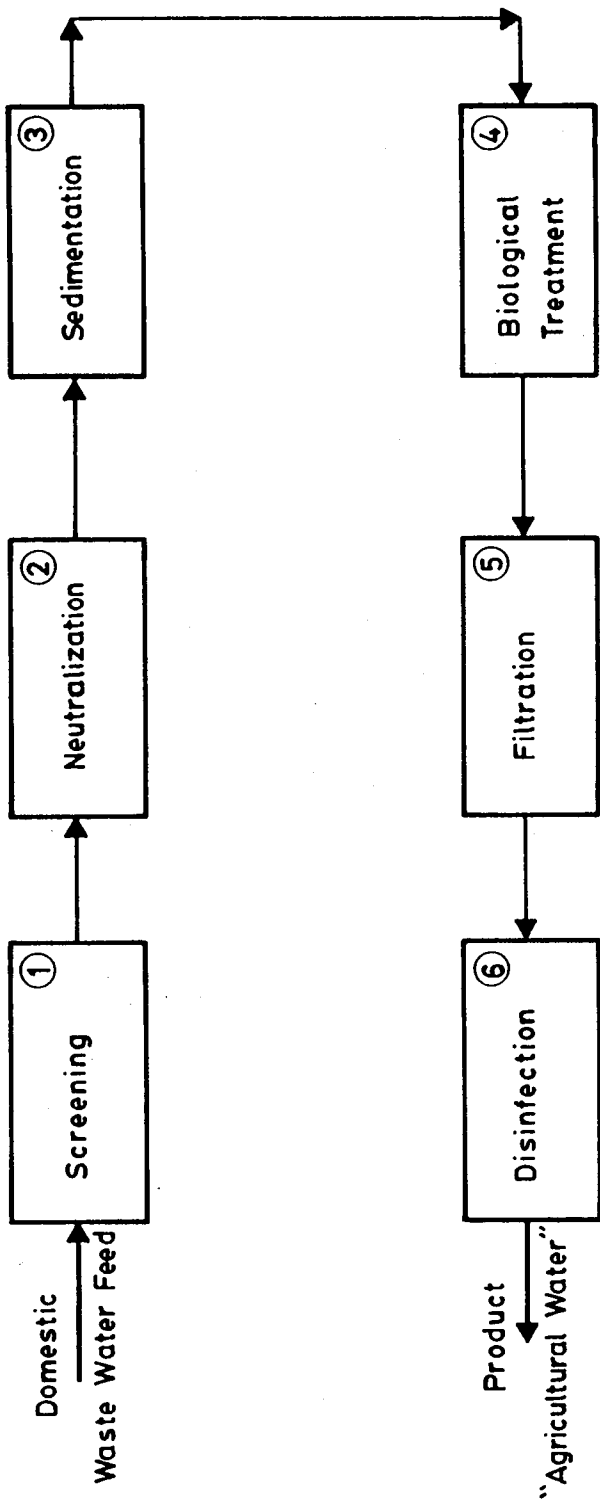 Domestic
Waste Water Feed
①
Screening
②
Neutralization
③
Sedimentation
④
Biological
Treatment
⑤
Filtration
⑥
Disinfection
Product
"Agricultural Water"